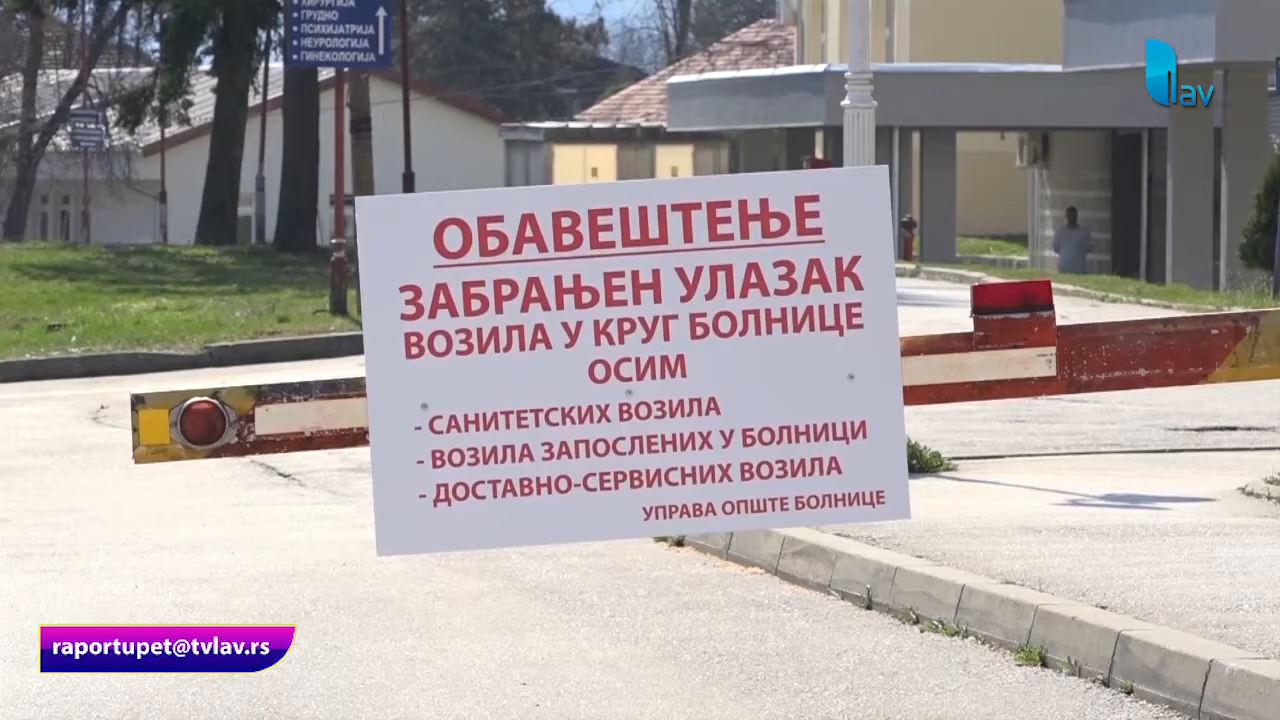 ХИРУРГИЈА
• ГРУДНО
• ПСИХИЈАТРИЈА
• НЕУРОЛОГИЈА
• ГИНЕКОЛОГИЈА
lav
ОБАВЕШТЕЊЕ
ЗАБРАЊЕН УЛАЗАК
ВОЗИЛА У КРУГ БОЛНИЦЕ
ОСИМ
- САНИТЕТСКИХ ВОЗИЛА
- ВОЗИЛА ЗАПОСЛЕНИХ У БОЛНИЦИ
- ДОСТАВНО-СЕРВИСНИХ ВОЗИЛА
УПРАВА ОПШТЕ БОЛНИЦЕ
raportupet@tvlav.rs